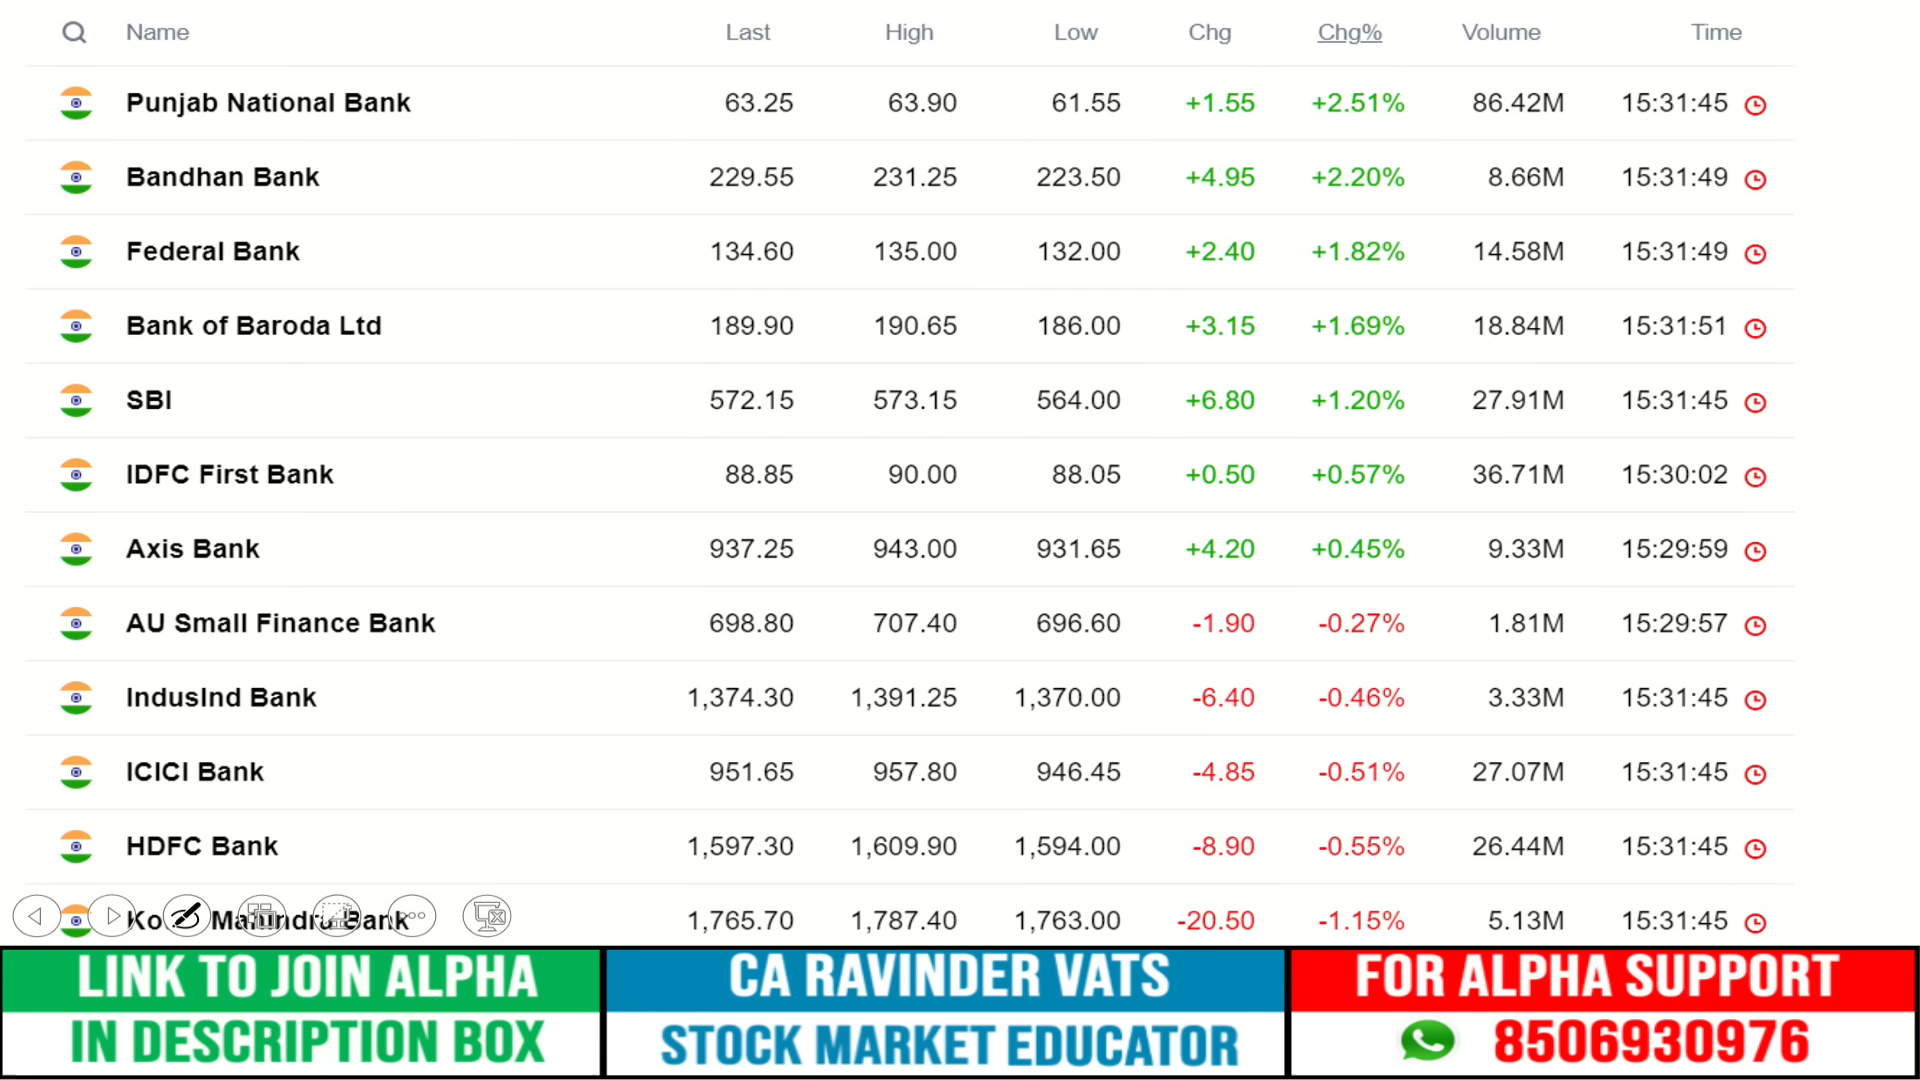 Name Last High Low Chg Chg% Volume Time
Punjab National Bank 63.25 63.90 61.55 +1.55 +2.51% 86.42M 15:31:45
Bandhan Bank 229.55 231.25 223.50 +4.95 +2.20% 8.66M 15:31:49
Federal Bank 134.60 135.00 132.00 +2.40 +1.82% 14.58M 15:31:49
Bank of Baroda Ltd 189.90 190.65 186.00 +3.15 +1.69% 18.84M 15:31:51
SBI 572.15 573.15 564.00 +6.80 +1.20% 27.91M 15:31:45
IDFC First Bank 88.85 90.00 88.05 +0.50 +0.57% 36.71M 15:30:02
Axis Bank 937.25 943.00 931.65 +4.20 +0.45% 9.33M 15:29:59
AU Small Finance Bank 698.80 707.40 696.60 -1.90 -0.27% 1.81M 15:29:57
IndusInd Bank 1,374.30 1,391.25 1,370.00 -6.40 -0.46% 3.33M 15:31:45
ICICI Bank 951.65 957.80 946.45 -4.85 -0.51% 27.07M 15:31:45
HDFC Bank 1,597.30 1,609.90 1,594.00 -8.90 -0.55% 26.44M 15:31:45
Mahindra Bank 1,765.70 1,787.40 1,763.00 -20.50 -1.15% 5.13M 15:31:45
LINK TO JOIN ALPHA
IN DESCRIPTION BOX
CA RAVINDER VATS
STOCK MARKET EDUCATOR
FOR ALPHA SUPPORT
8506930976